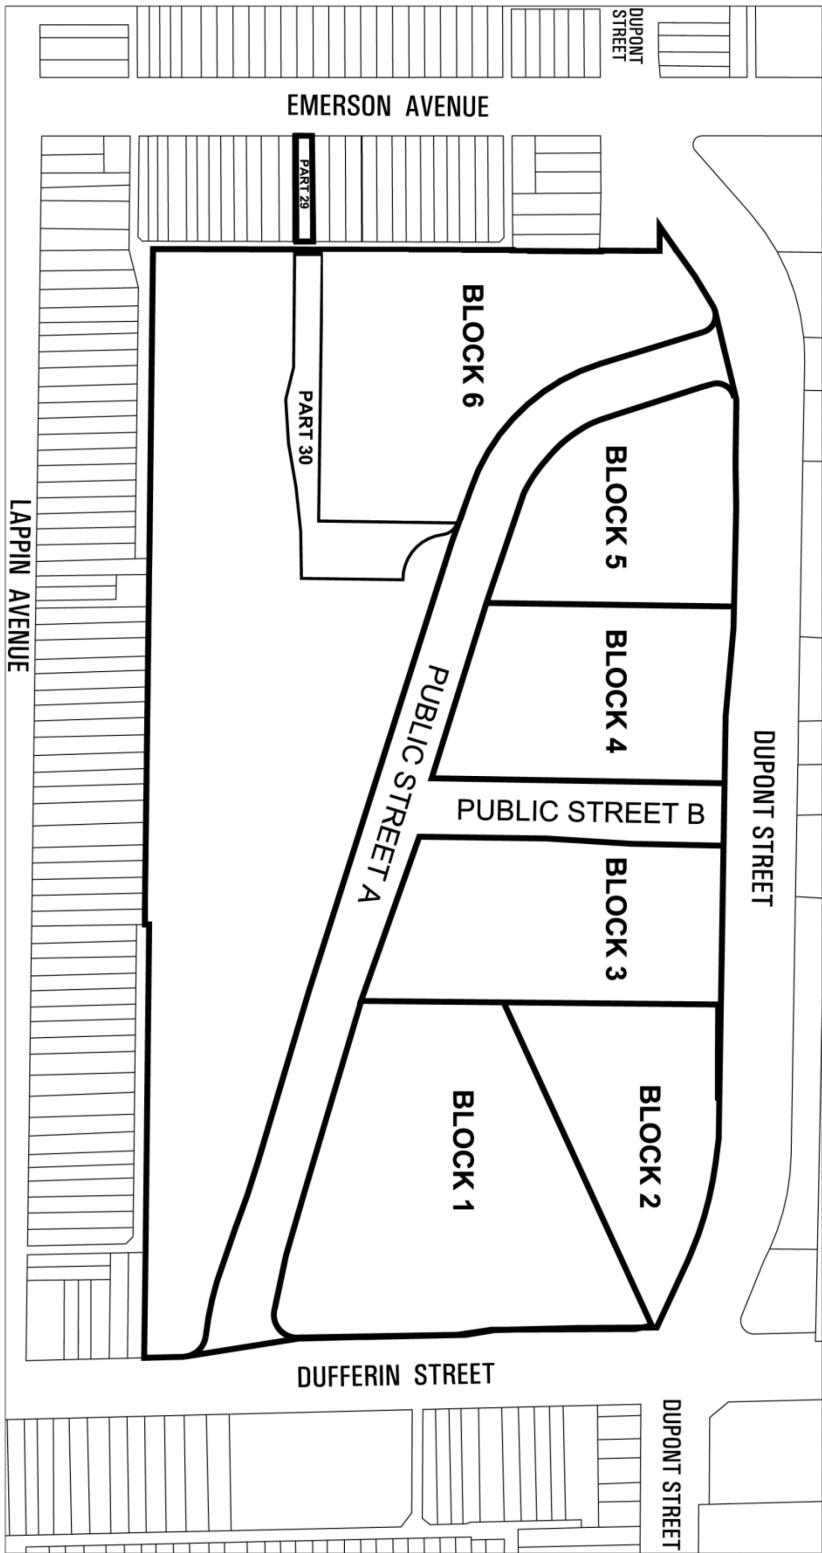 DUPONT
STREET
EMERSON AVENUE
PART 29
BLOCK 6
PART 30
BLOCK 5
LAPPIN AVENUE
BLOCK 4
PUBLIC STREET A
DUPONT STREET
PUBLIC STREET B
BLOCK 3
BLOCK 2
BLOCK 1
DUFFERIN STREET
DUPONT STREET